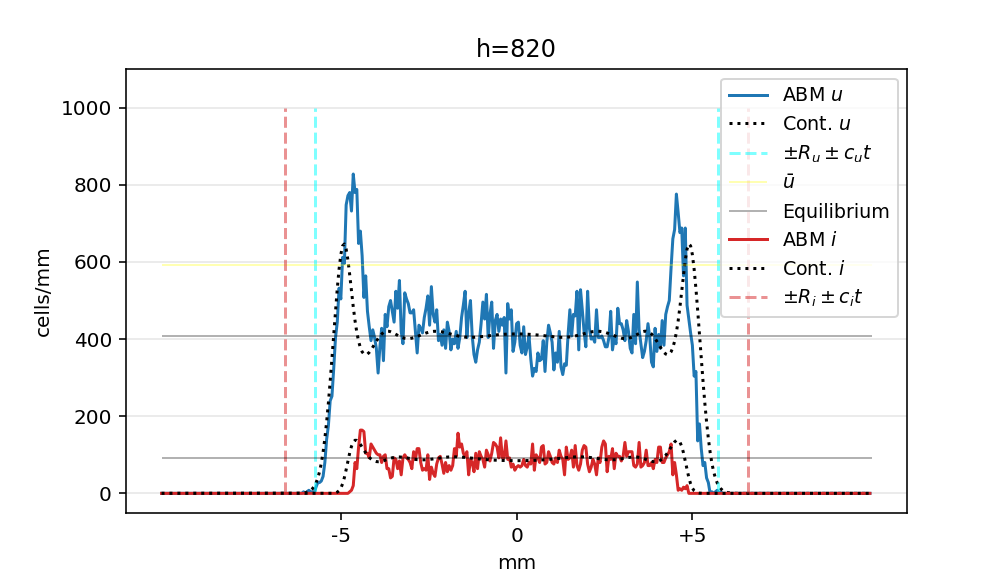 h=820
1000
800
600
400
200
0
cells/mm
-5
0
+5
mm
ABM u
Cont. u
±R_u ± c_u t
ū
Equilibrium
ABM i
Cont. i
±R_i ± c_i t